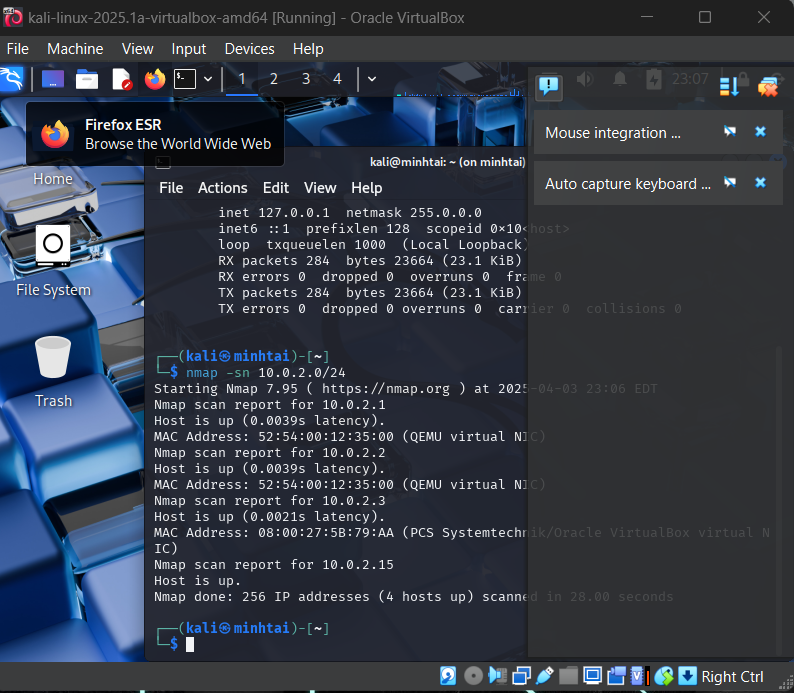 kali-linux-2025.1a-virtualbox-amd64 [Running] - Oracle VirtualBox
File Machine View Input Devices Help
1 2 3 4 23:07
Firefox ESR
Browse the World Wide Web
Mouse integration ...
Auto capture keyboard ...
Home
File System
Trash
kali@minhtai: ~ (on minhtai)
File Actions Edit View Help
inet 127.0.0.1 netmask 255.0.0.0
inet6 ::1 prefixlen 128 scopeid 0×10<host>
loop txqueuelen 1000 (Local Loopback)
RX packets 284 bytes 23664 (23.1 KiB)
RX errors 0 dropped 0 overruns 0 frame 0
TX packets 284 bytes 23664 (23.1 KiB)
TX errors 0 dropped 0 overruns 0 carrier 0 collisions 0
┌──(kali㉿minhtai)-[~]
└─$ nmap -sn 10.0.2.0/24
Starting Nmap 7.95 ( https://nmap.org ) at 2025-04-03 23:06 EDT
Nmap scan report for 10.0.2.1
Host is up (0.0039s latency).
MAC Address: 52:54:00:12:35:00 (QEMU virtual NIC)
Nmap scan report for 10.0.2.2
Host is up (0.0039s latency).
MAC Address: 52:54:00:12:35:00 (QEMU virtual NIC)
Nmap scan report for 10.0.2.3
Host is up (0.0021s latency).
MAC Address: 08:00:27:5B:79:AA (PCS Systemtechnik/Oracle VirtualBox virtual N
IC)
Nmap scan report for 10.0.2.15
Host is up.
Nmap done: 256 IP addresses (4 hosts up) scanned in 28.00 seconds
┌──(kali㉿minhtai)-[~]
└─$
Right Ctrl